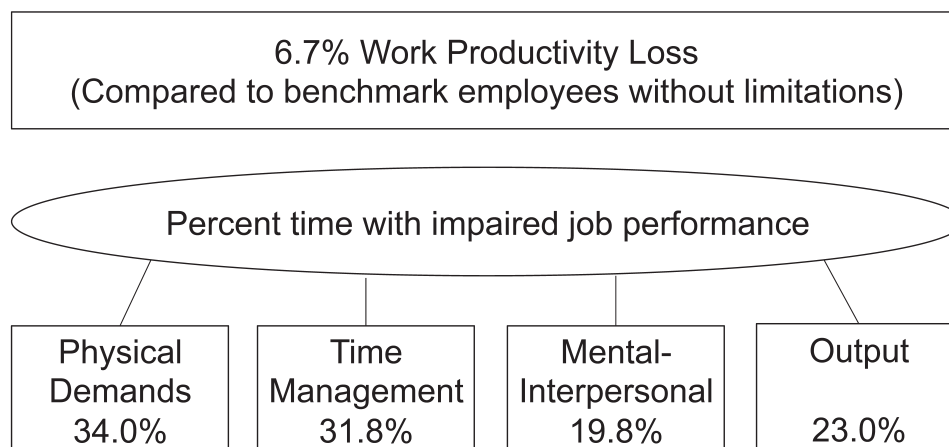 6.7% Work Productivity Loss
(Compared to benchmark employees without limitations)
Percent time with impaired job performance
Physical
Demands
34.0%
Time
Management
31.8%
Mental-
Interpersonal
19.8%
Output
23.0%